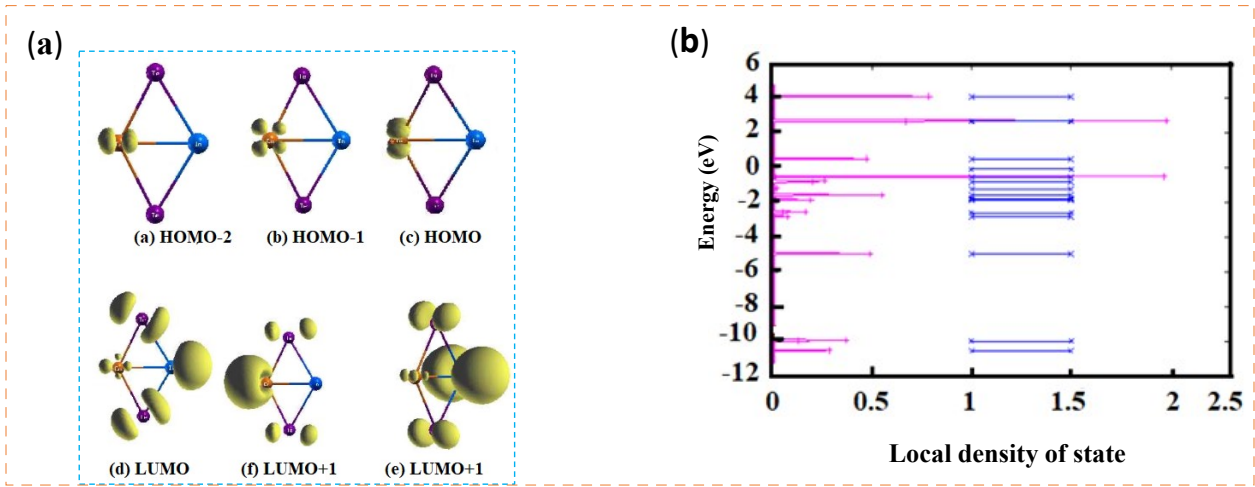 (a)
(a) HOMO-2 (b) HOMO-1 (c) HOMO
(d) LUMO (f) LUMO+1 (e) LUMO+1
(b)
Energy (eV)
6
4
2
0
-2
-4
-6
-8
-10
-12
0 0.5 1 1.5 2 2.5
Local density of state